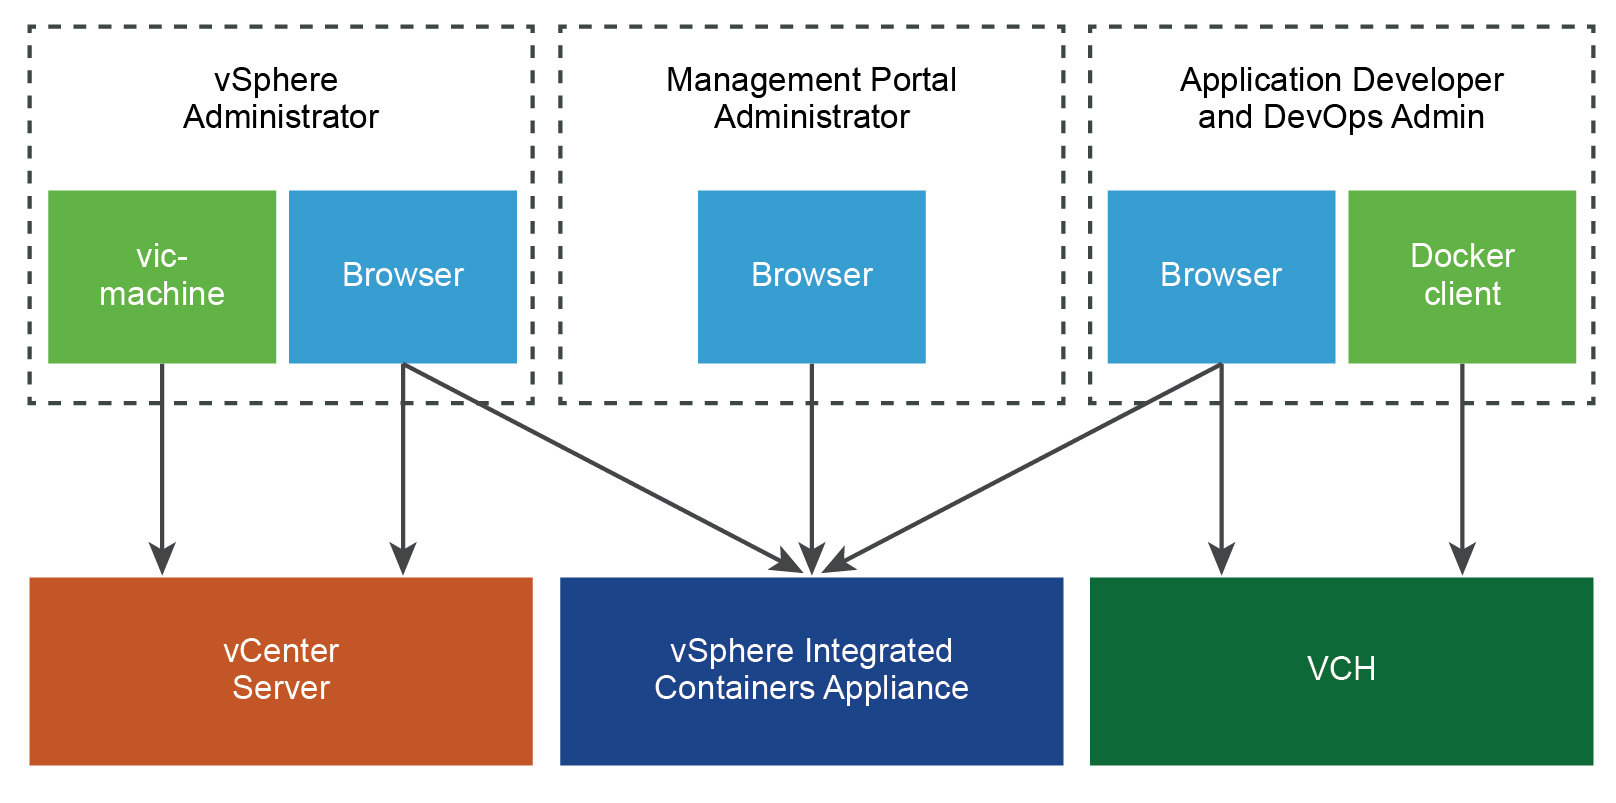 vSphere
Administrator
Management Portal
Administrator
Application Developer
and DevOps Admin
vic-
machine
Browser
Browser
Browser
Docker
client
vCenter
Server
vSphere Integrated
Containers Appliance
VCH